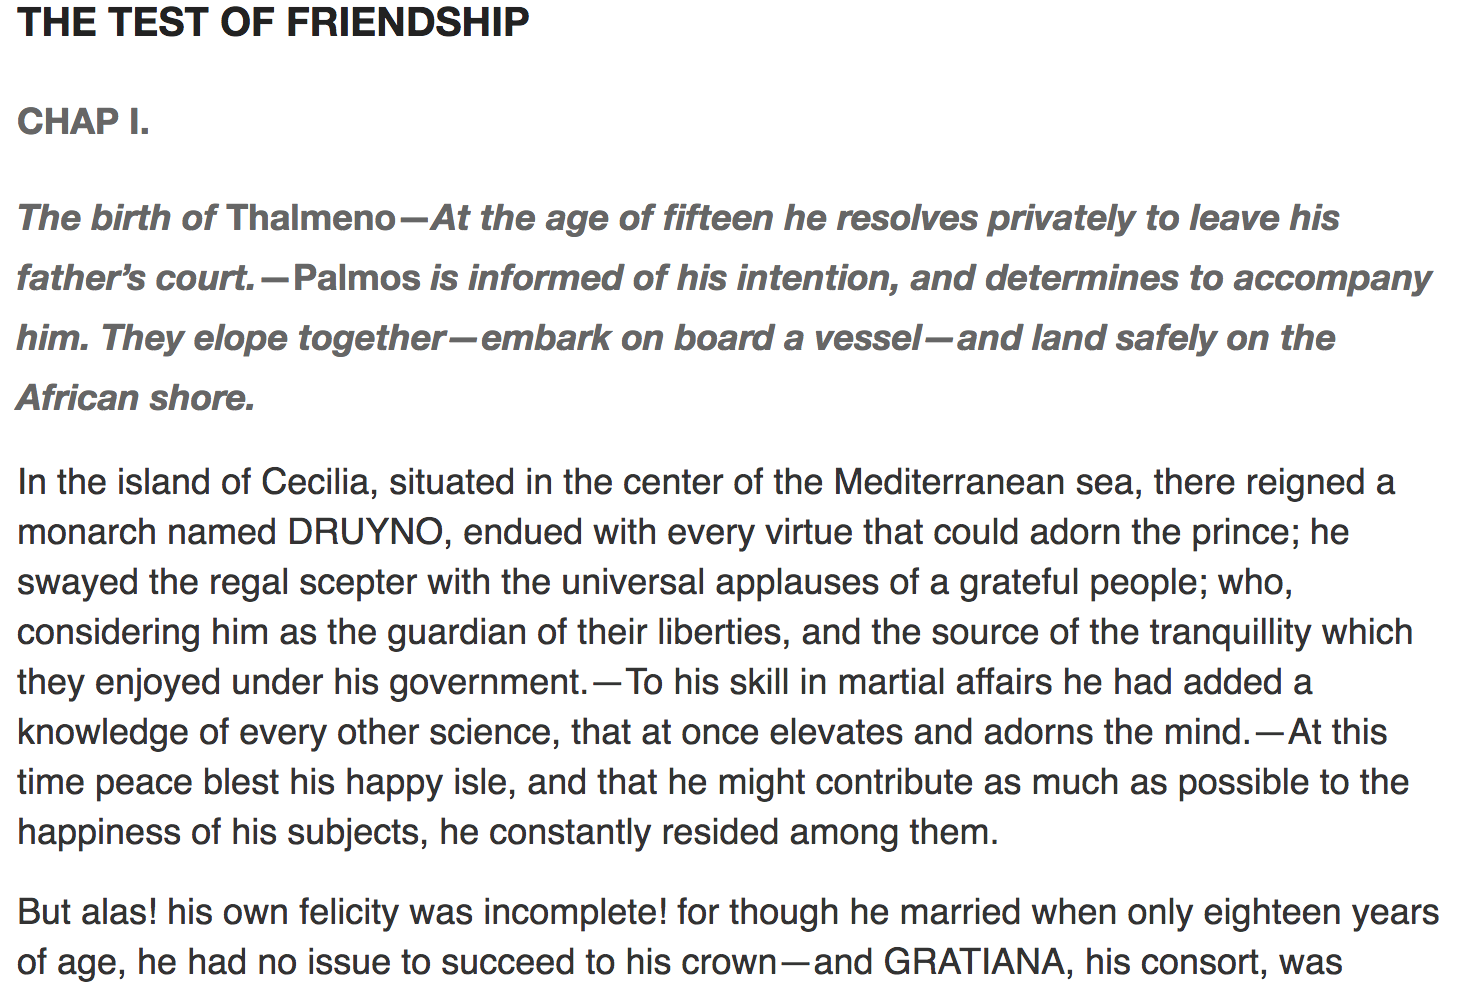 THE TEST OF FRIENDSHIP
CHAP I.
The birth of Thalmeno—At the age of fifteen he resolves privately to leave his
father’s court.—Palmos is informed of his intention, and determines to accompany
him. They elope together—embark on board a vessel—and land safely on the
African shore.
In the island of Cecilia, situated in the center of the Mediterranean sea, there reigned a
monarch named DRUYNO, endued with every virtue that could adorn the prince; he
swayed the regal scepter with the universal applauses of a grateful people; who,
considering him as the guardian of their liberties, and the source of the tranquillity which
they enjoyed under his government.—To his skill in martial affairs he had added a
knowledge of every other science, that at once elevates and adorns the mind.—At this
time peace blest his happy isle, and that he might contribute as much as possible to the
happiness of his subjects, he constantly resided among them.
But alas! his own felicity was incomplete! for though he married when only eighteen years
of age, he had no issue to succeed to his crown—and GRATIANA, his consort, was